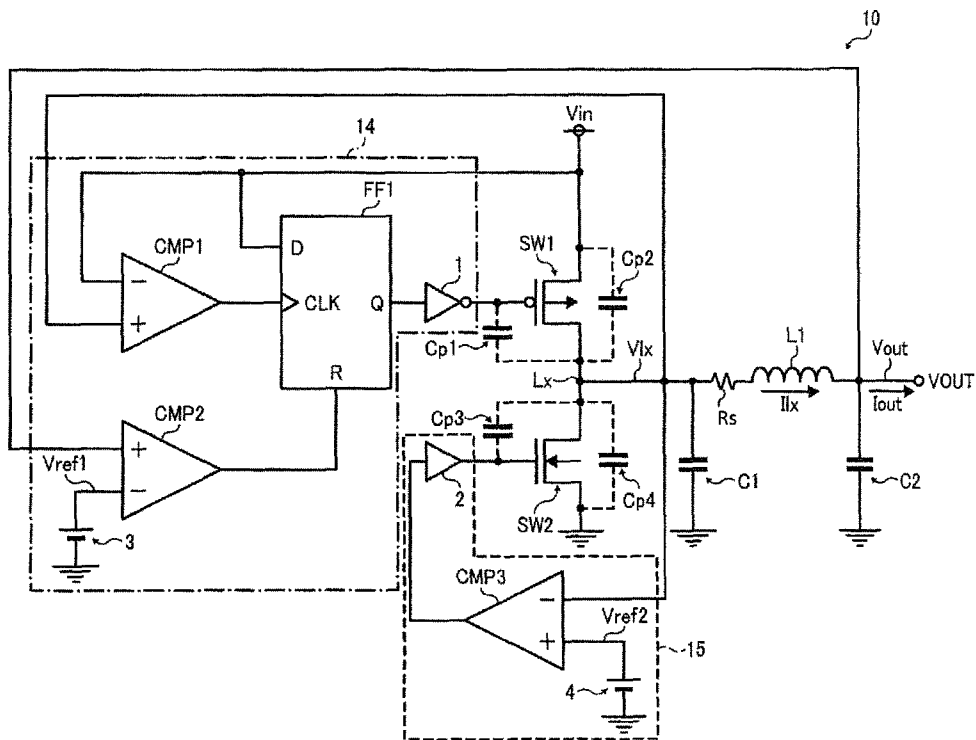 10
14
Vin
FF1
CMP1
D
SW1
1
Cp2
−
+
CLK
Q
Cp1
R
Lx
Vlx
L1
Vout
VOUT
Rs
Ilx
Iout
CMP2
Cp3
+
Vref1
−
2
Cp4
C1
C2
SW2
3
CMP3
−
Vref2
+
15
4